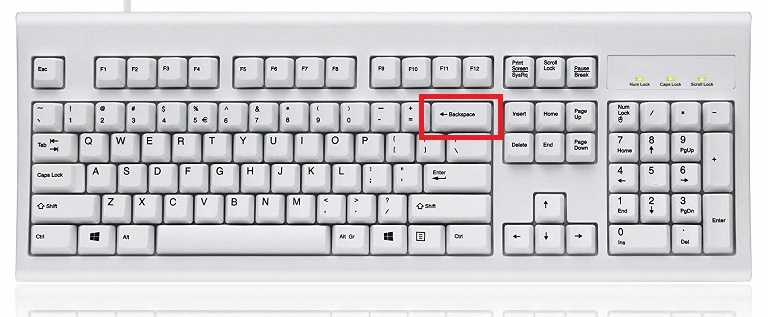 Esc F1 F2 F3 F4 F5 F6 F7 F8 F9 F10 F11 F12 Print Screen SysRq Scroll Lock Pause Break
Num Lock Caps Lock Scroll Lock
~ ! @ # $ % ^ & * ( ) — +
1 2 3 4 5 € 6 7 8 9 0 - = ← Backspace Insert Home Page Up Num Lock / * -
Tab Q W E R T Y U I O P { [ } ] | \ Delete End Page Down 7 Home 8 ↑ 9 PgUp +
Caps Lock A S D F G H J K L : ; " ' Enter 4 ← 5 6 →
⇧ Shift Z X C V B N M < , > . ? / ⇧ Shift ↑ 1 End 2 ↓ 3 PgDn Enter
Ctrl Alt Alt Gr Ctrl ← ↓ → 0 Ins . Del